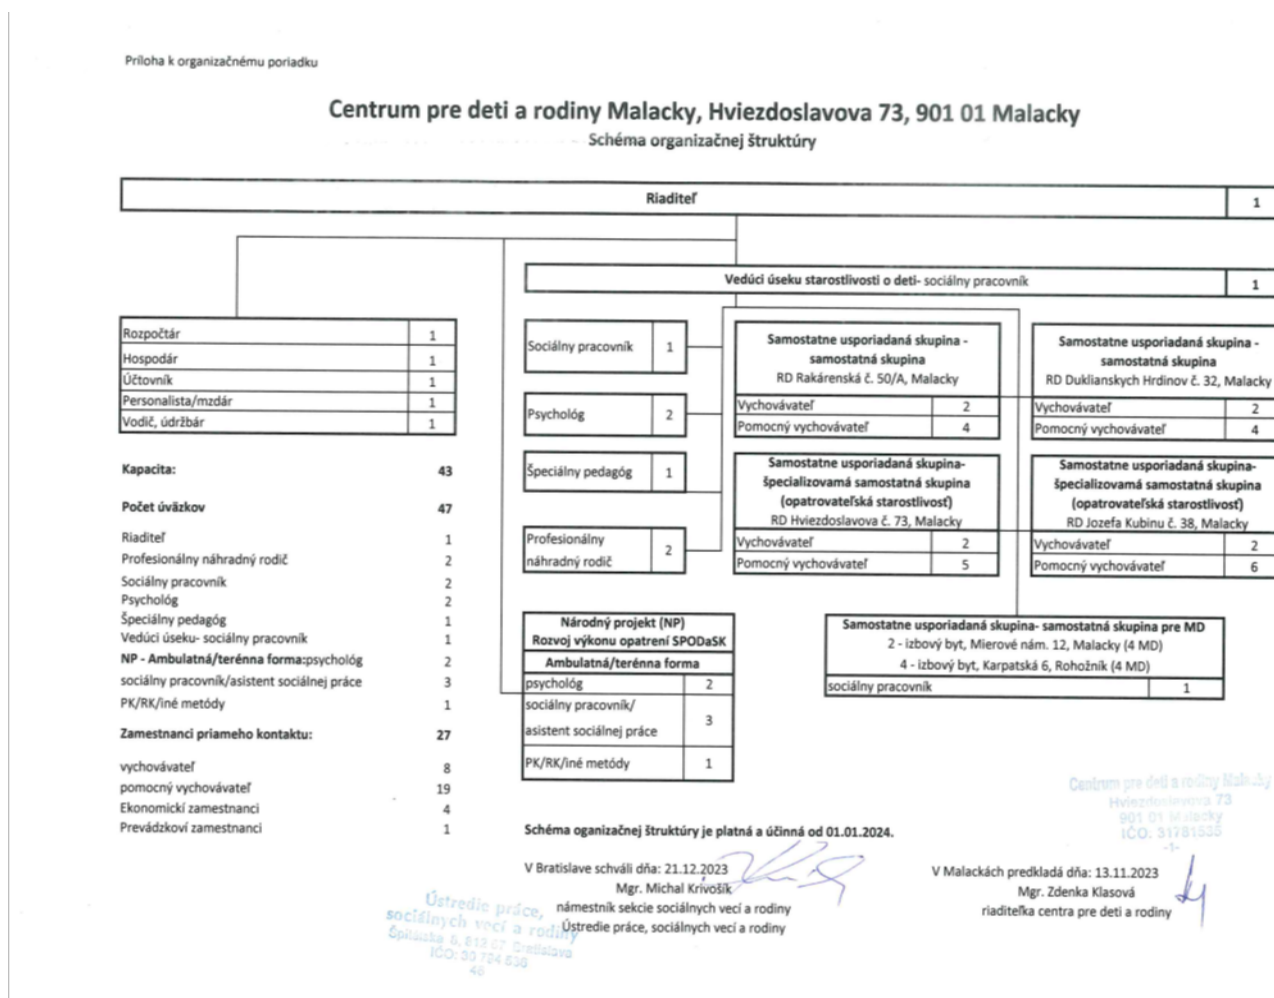 Príloha k organizačnému poriadku
Centrum pre deti a rodiny Malacky, Hviezdoslavova 73, 901 01 Malacky
Schéma organizačnej štruktúry
Riaditeľ 1
Vedúci úseku starostlivosti o deti- sociálny pracovník 1
Rozpočtár 1
Hospodár 1
Účtovník 1
Personalista/mzdár 1
Vodič, údržbár 1
Sociálny pracovník 1
Psychológ 2
Špeciálny pedagóg 1
Profesionálny
náhradný rodič 2
Samostatne usporiadaná skupina -
samostatná skupina
RD Rakárenská č. 50/A, Malacky
Vychovávateľ 2
Pomocný vychovávateľ 4
Samostatne usporiadaná skupina -
samostatná skupina
RD Duklianskych Hrdinov č. 32, Malacky
Vychovávateľ 2
Pomocný vychovávateľ 4
Samostatne usporiadaná skupina-
špecializovamá samostatná skupina
(opatrovateľská starostlivosť)
RD Hviezdoslavova č. 73, Malacky
Vychovávateľ 2
Pomocný vychovávateľ 5
Samostatne usporiadaná skupina-
špecializovamá samostatná skupina
(opatrovateľská starostlivosť)
RD Jozefa Kubinu č. 38, Malacky
Vychovávateľ 2
Pomocný vychovávateľ 6
Kapacita: 43
Počet úväzkov 47
Riaditeľ 1
Profesionálny náhradný rodič 2
Sociálny pracovník 2
Psychológ 2
Špeciálny pedagóg 1
Vedúci úseku- sociálny pracovník 1
NP - Ambulatná/terénna forma:psychológ 2
sociálny pracovník/asistent sociálnej práce 3
PK/RK/iné metódy 1
Zamestnanci priameho kontaktu: 27
vychovávateľ 8
pomocný vychovávateľ 19
Ekonomickí zamestnanci 4
Prevádzkoví zamestnanci 1
Národný projekt (NP)
Rozvoj výkonu opatrení SPODaSK
Ambulatná/terénna forma
psychológ 2
sociálny pracovník/
asistent sociálnej práce 3
PK/RK/iné metódy 1
Samostatne usporiadaná skupina- samostatná skupina pre MD
2 - izbový byt, Mierové nám. 12, Malacky (4 MD)
4 - izbový byt, Karpatská 6, Rohožník (4 MD)
sociálny pracovník 1
Schéma oganizačnej štruktúry je platná a účinná od 01.01.2024.
V Bratislave schváli dňa: 21.12.2023
Mgr. Michal Krivošík
námestník sekcie sociálnych vecí a rodiny
Ústredie práce, sociálnych vecí a rodiny
Ústredie práce,
sociálnych vecí a rodiny
Špitálska 8, 812 67 Bratislava
IČO: 30 794 536
46
Centrum pre deti a rodiny Malacky
Hviezdoslavova 73
901 01 Malacky
IČO: 31781535
-1-
V Malackách predkladá dňa: 13.11.2023
Mgr. Zdenka Klasová
riaditeľka centra pre deti a rodiny